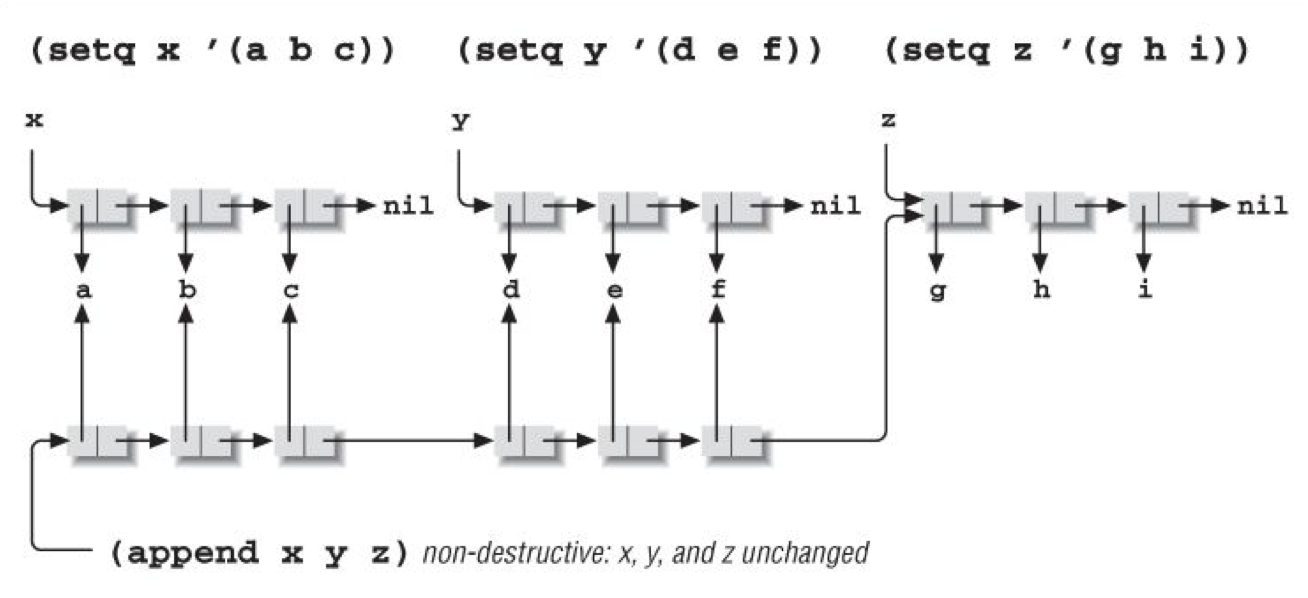 (setq x ’(a b c)) (setq y ’(d e f)) (setq z ’(g h i))
x y z
nil nil nil
a b c d e f g h i
(append x y z) non-destructive: x, y, and z unchanged